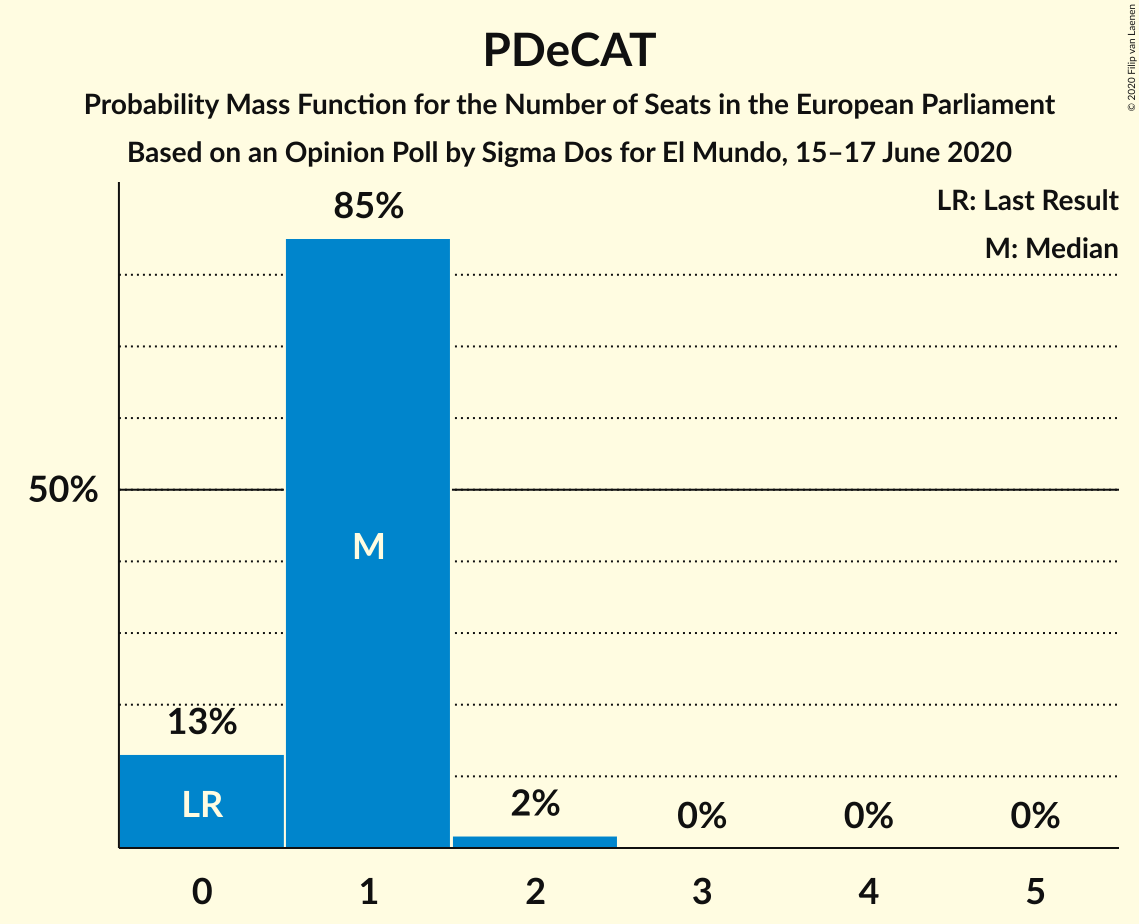 PDeCAT
Probability Mass Function for the Number of Seats in the European Parliament
Based on an Opinion Poll by Sigma Dos for El Mundo, 15–17 June 2020
© 2020 Filip van Laenen
LR: Last Result
M: Median
85%
50%
M
13%
LR
2%
0%
0%
0%
0
1
2
3
4
5